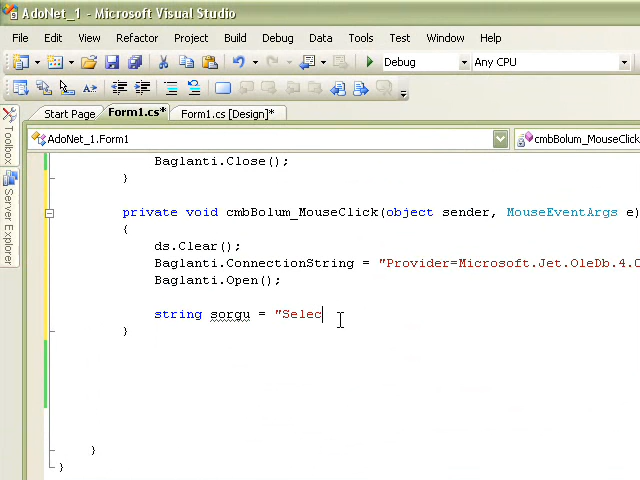 AdoNet_1 - Microsoft Visual Studio
File Edit View Refactor Project Build Debug Data Tools Test Window Help
Debug Any CPU
Start Page Form1.cs* Form1.cs [Design]*
Toolbox
Server Explorer
AdoNet_1.Form1 cmbBolum_MouseClick
Baglanti.Close();
}
private void cmbBolum_MouseClick(object sender, MouseEventArgs e)
{
ds.Clear();
Baglanti.ConnectionString = "Provider=Microsoft.Jet.OleDb.4.0
Baglanti.Open();
string sorgu = "Selec
}
}
}